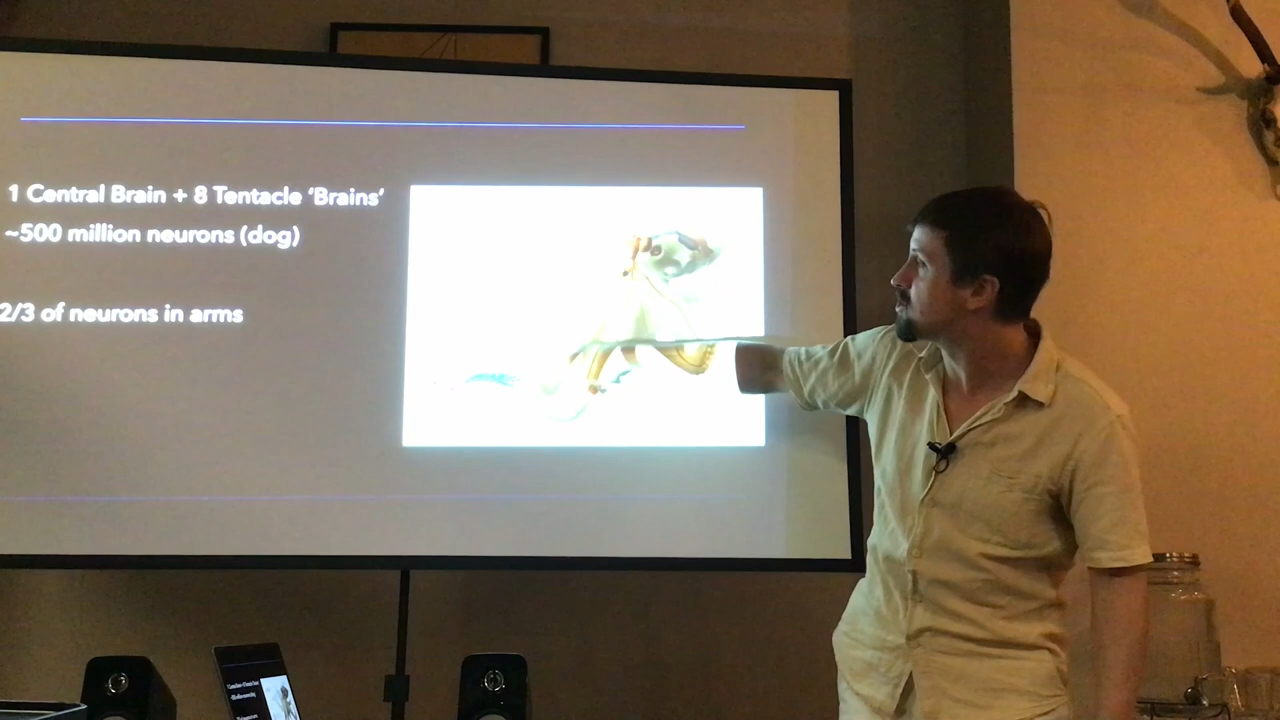 1 Central Brain + 8 Tentacle ‘Brains’
~500 million neurons (dog)
2/3 of neurons in arms